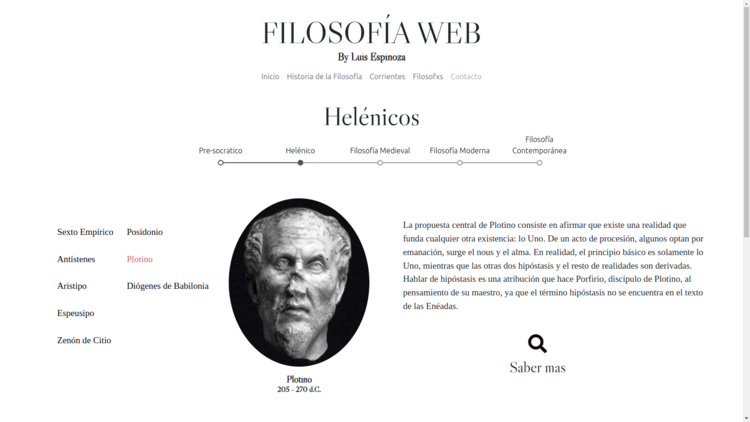 FILOSOFÍA WEB
By Luis Espinoza
Inicio Historia de la Filosofía Corrientes Filosofxs Contacto
Helénicos
Pre-socratico Helénico Filosofía Medieval Filosofía Moderna Filosofía Contemporánea
Sexto Empírico Posidonio
Antístenes Plotino
Aristipo Diógenes de Babilonia
Espeusipo
Zenón de Citio
Plotino
205 - 270 d.C.
La propuesta central de Plotino consiste en afirmar que existe una realidad que
funda cualquier otra existencia: lo Uno. De un acto de procesión, algunos optan por
emanación, surge el nous y el alma. En realidad, el principio básico es solamente lo
Uno, mientras que las otras dos hipóstasis y el resto de realidades son derivadas.
Hablar de hipóstasis es una atribución que hace Porfirio, discípulo de Plotino, al
pensamiento de su maestro, ya que el término hipóstasis no se encuentra en el texto
de las Enéadas.
Saber mas